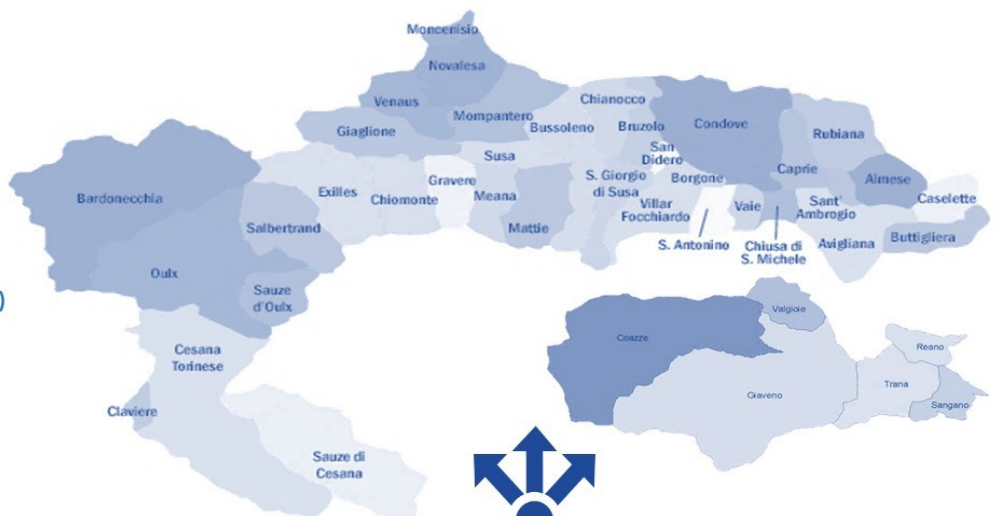 Moncenisio
Novalesa
Venaus
Mompantero
Giaglione
Chianocco
Bussoleno
Bruzolo
Condove
Rubiana
San
Didero
Susa
Caprie
Almese
Bardonecchia
Exilles
Chiomonte
Gravere
Meana
S. Giorgio
di Susa
Borgone
Villar
Focchiardo
Vaie
Sant'
Ambrogio
Caselette
Salbertrand
Mattie
S. Antonino
Chiusa di
S. Michele
Avigliana
Buttigliera
Oulx
Sauze
d'Oulx
)
Cesana
Torinese
Claviere
Sauze di
Cesana
Valgioie
Coazze
Reano
Trana
Giaveno
Sangano